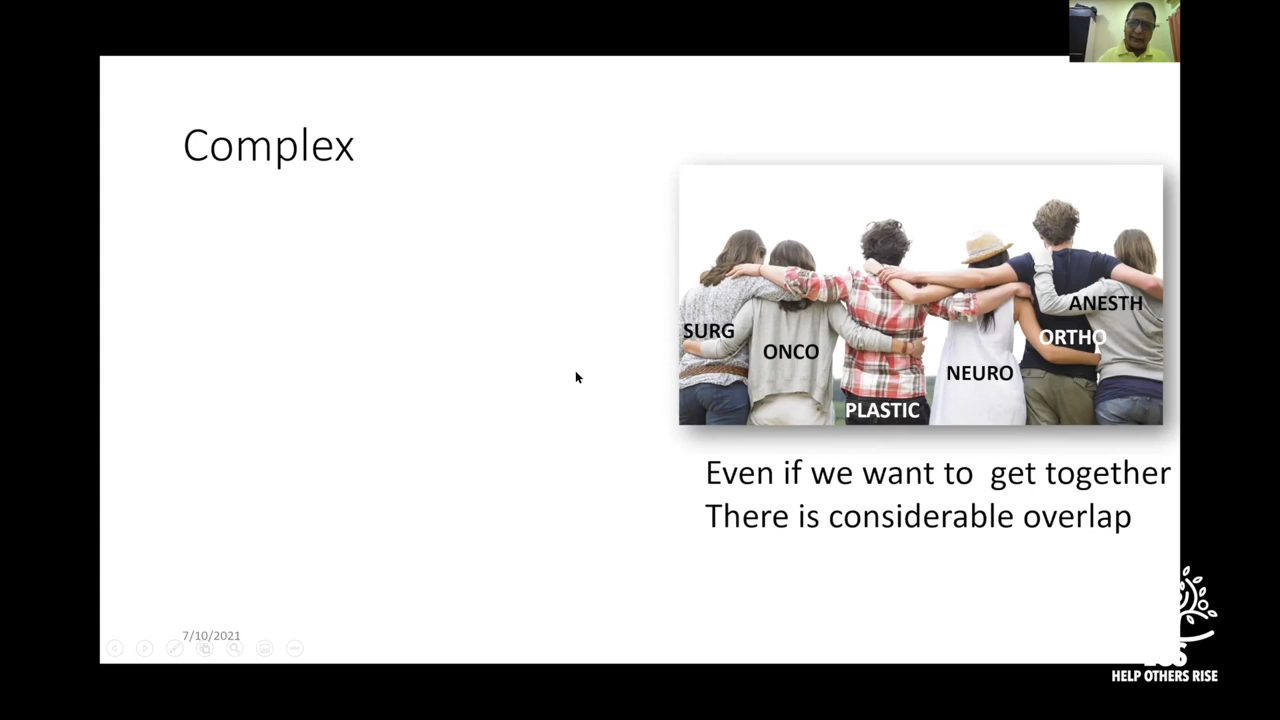 Complex
SURG
ONCO
PLASTIC
NEURO
ORTHO
ANESTH
Even if we want to  get together
There is considerable overlap
7/10/2021
HELP OTHERS RISE